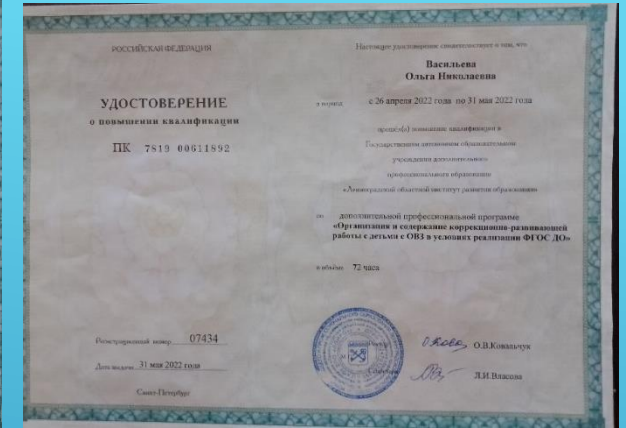 РОССИЙСКАЯ ФЕДЕРАЦИЯ
УДОСТОВЕРЕНИЕ
о повышении квалификации
ПК 7819 00611892
Регистрационный номер 07434
Дата выдачи 31 мая 2022 года
Санкт-Петербург
Настоящее удостоверение свидетельствует о том, что
Васильева
Ольга Николаевна
в период с 26 апреля 2022 года по 31 мая 2022 года
прошёл(а) повышение квалификации в
Государственном автономном образовательном
учреждении дополнительного
профессионального образования
«Ленинградский областной институт развития образования»
по дополнительной профессиональной программе
«Организация и содержание коррекционно-развивающей
работы с детьми с ОВЗ в условиях реализации ФГОС ДО»
в объёме 72 часа
О.В.Ковальчук
Л.И.Власова